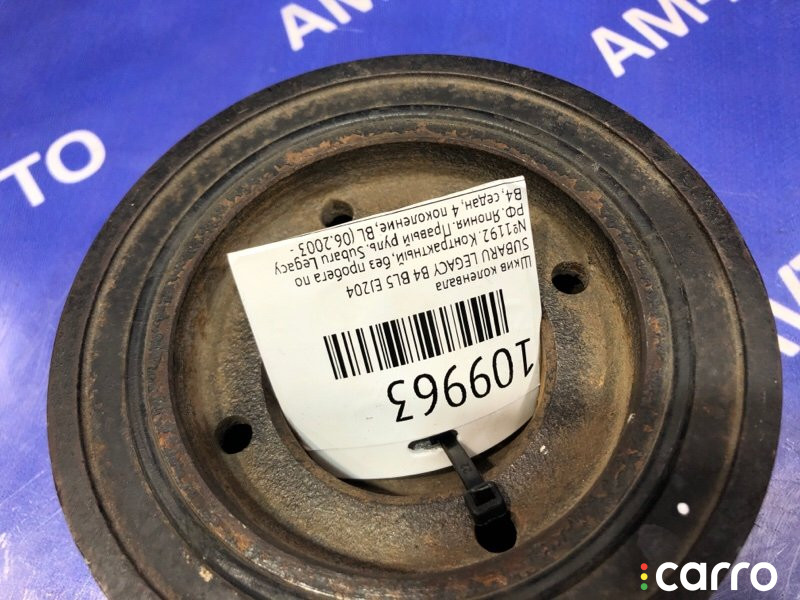 109963
Шкив коленвала
SUBARU LEGACY B4 BL5 EJ204
№1192. Контрактный, без пробега по
РФ. Япония. Правый руль. Subaru Legacy
B4, седан, 4 поколение, BL (06.2003 -
AM-
AM-
TO
carro